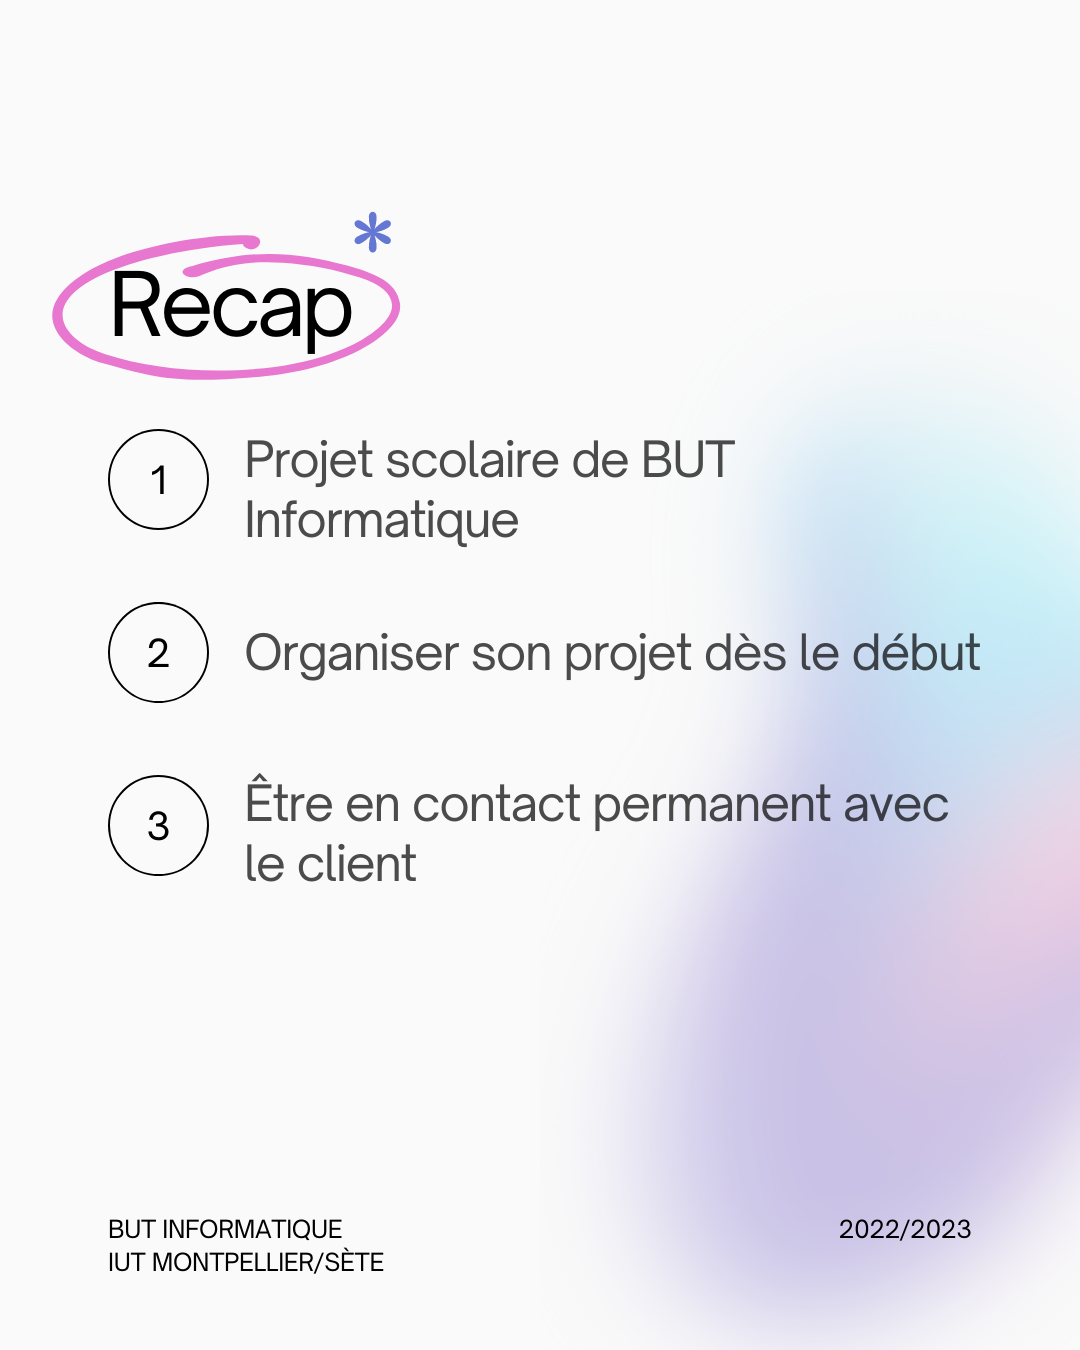 Recap
1
Projet scolaire de BUT
Informatique
2
Organiser son projet dès le début
3
Être en contact permanent avec
le client
BUT INFORMATIQUE
IUT MONTPELLIER/SÈTE
2022/2023